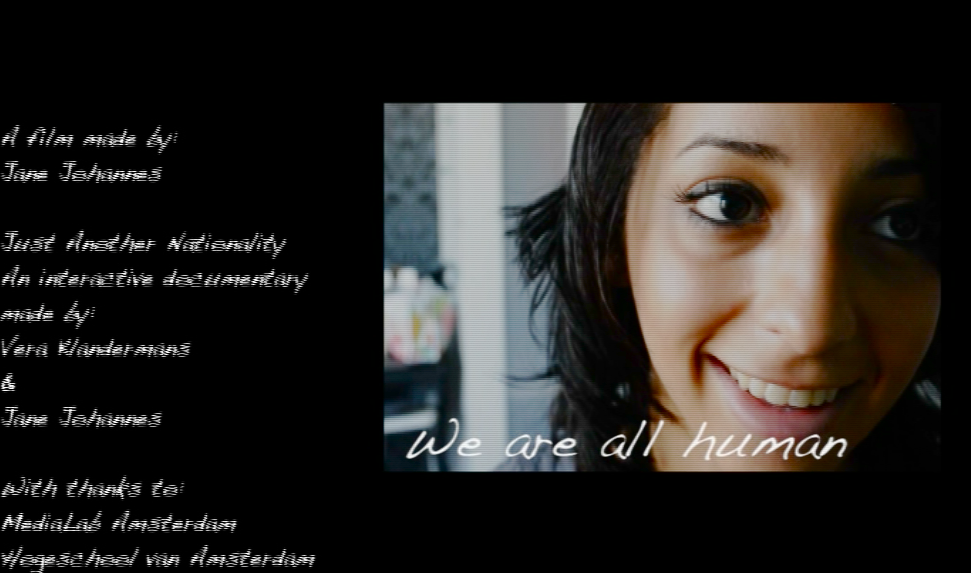 A film made by:
Jane Johannes
Just Another Nationality
An interactive documentary
made by:
Vera Wandermans
&
Jane Johannes
With thanks to:
MediaLab Amsterdam
Hogeschool van Amsterdam
We are all human